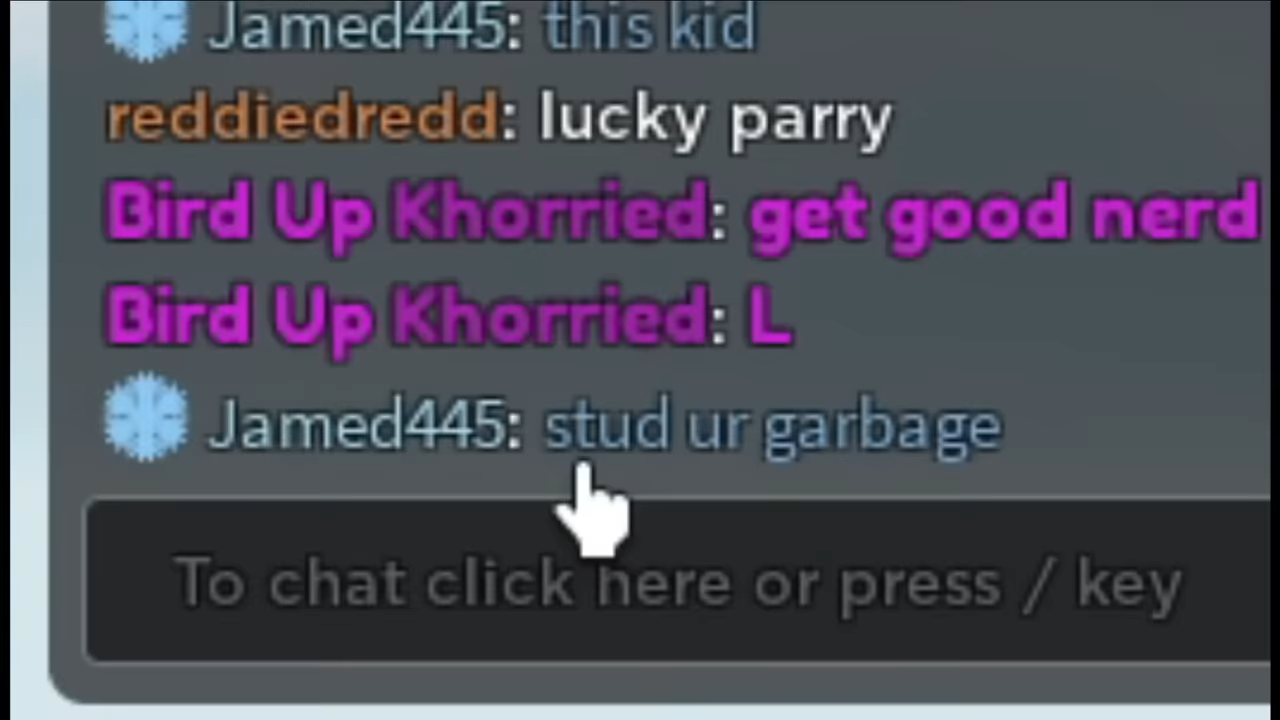 Jamed445: this kid
reddiedredd: lucky parry
Bird Up Khorried: get good nerd
Bird Up Khorried: L
Jamed445: stud ur garbage
To chat click here or press / key